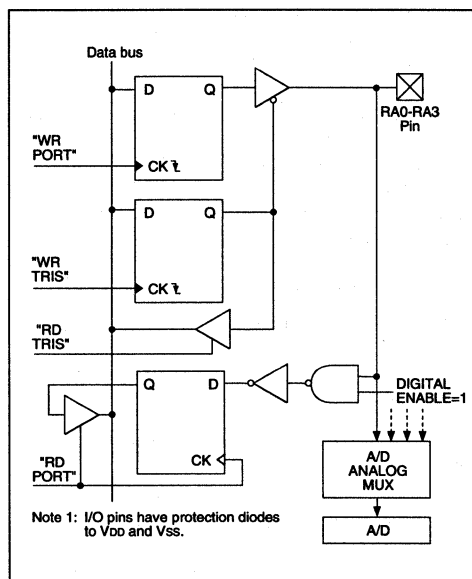 Data bus
D Q
RA0-RA3
Pin
"WR
PORT"
CK
D Q
"WR
TRIS"
CK
"RD
TRIS"
Q D
DIGITAL
ENABLE=1
CK
A/D
ANALOG
MUX
"RD
PORT"
A/D
Note 1: I/O pins have protection diodes
to VDD and VSS.